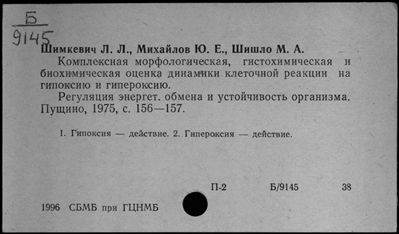 Б
9145
Шимкевич Л. Л., Михайлов Ю. Е., Шишло М. А.
Комплексная морфологическая, гистохимическая и
биохимическая оценка динамики клеточной реакции на
гипоксию и гипероксию.
Регуляция энергет. обмена и устойчивость организма.
Пущино, 1975, с. 156—157.
1. Гипоксия — действие. 2. Гипероксия — действие.
П-2 Б/9145 38
1996 СБМБ при ГЦНМБ